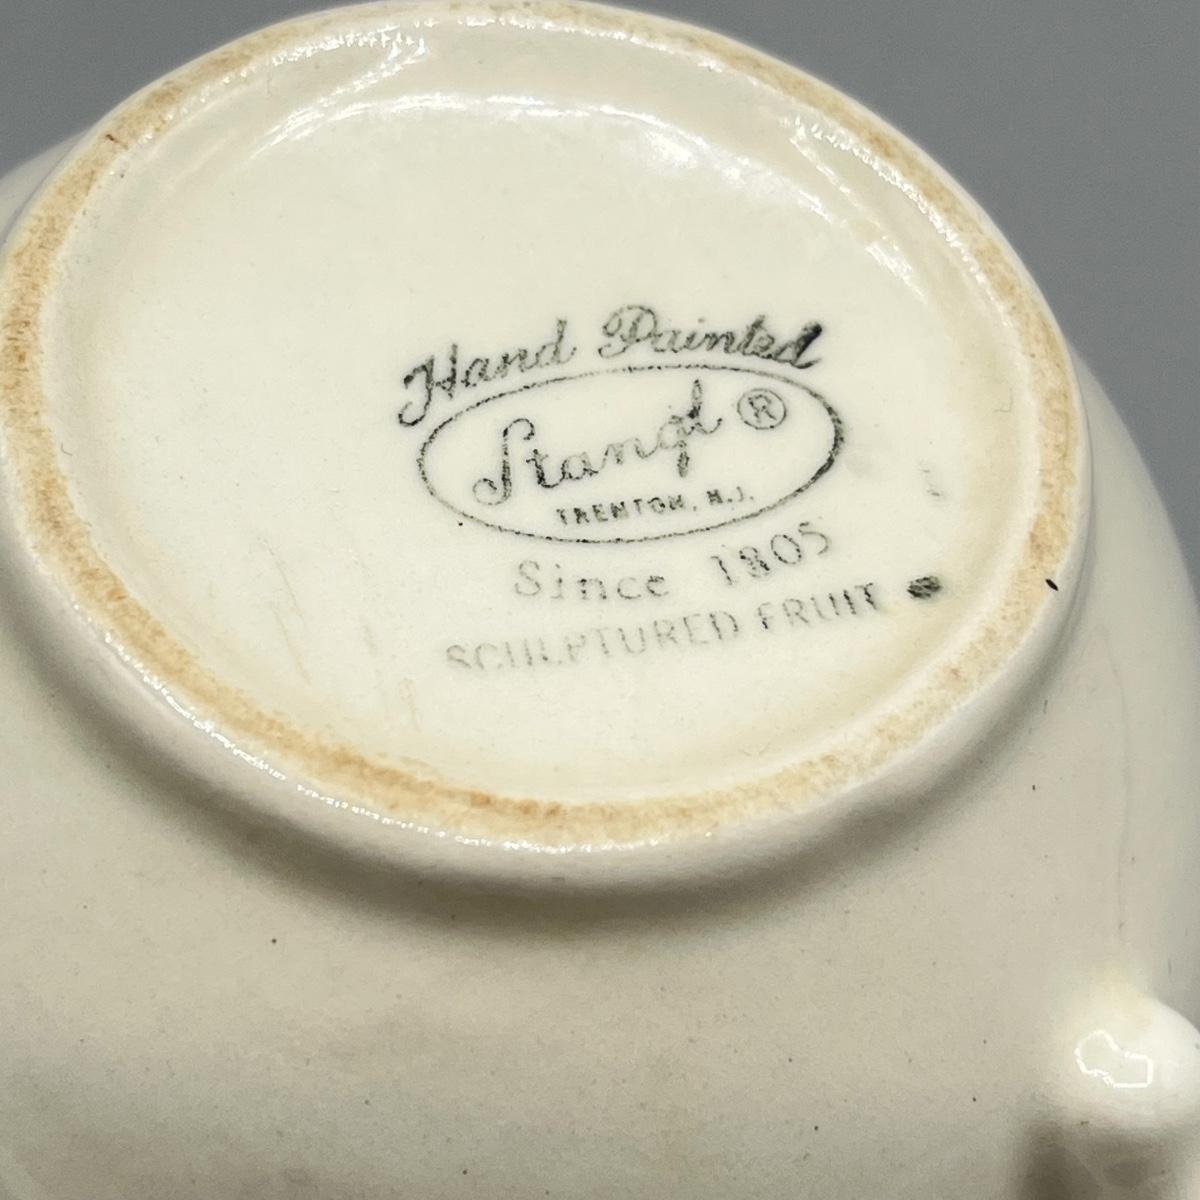 Hand Painted
Stangl ®
TRENTON, N.J.
Since 1805
SCULPTURED FRUIT